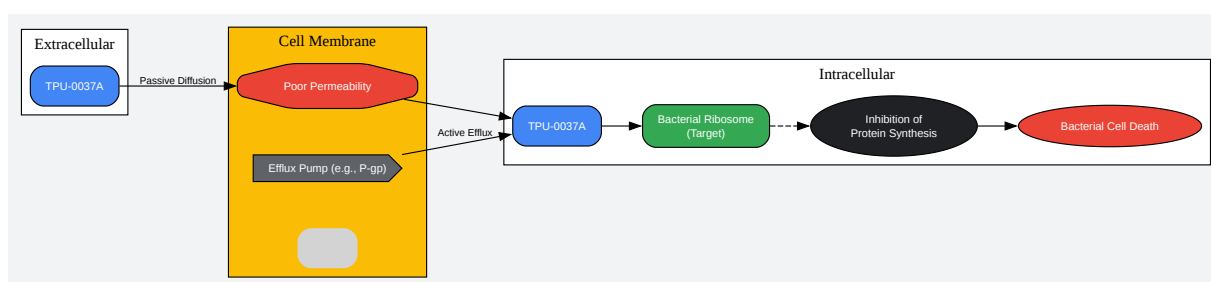 Extracellular
TPU-0037A
Passive Diffusion
Cell Membrane
Poor Permeability
Active Efflux
Efflux Pump (e.g., P-gp)
Intracellular
TPU-0037A
Bacterial Ribosome
(Target)
Inhibition of
Protein Synthesis
Bacterial Cell Death